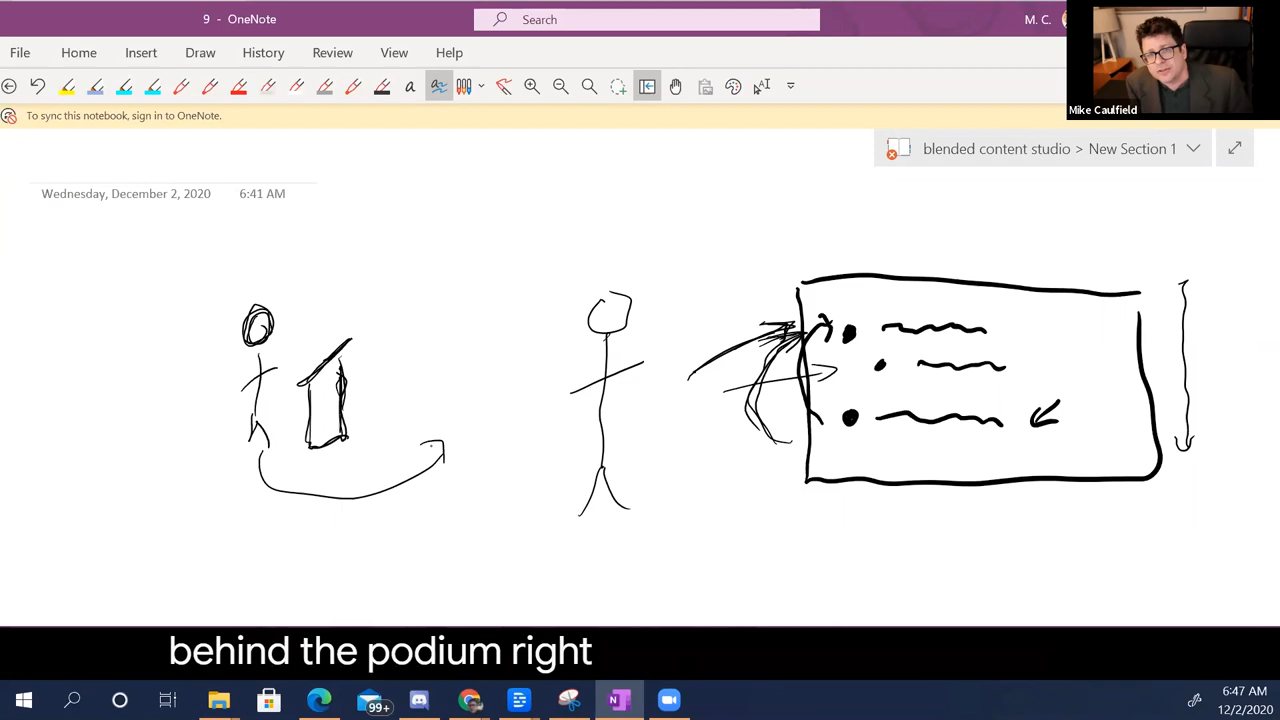 9 - OneNote
Search
M. C.
File Home Insert Draw History Review View Help
To sync this notebook, sign in to OneNote.
Mike Caulfield
blended content studio > New Section 1
Wednesday, December 2, 2020 6:41 AM
behind the podium right
99+
6:47 AM
12/2/2020